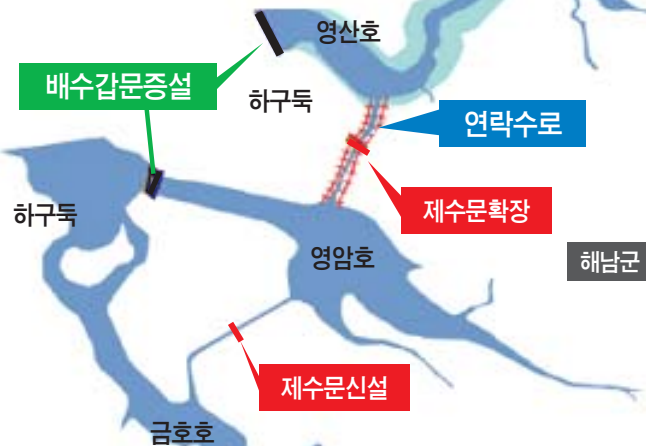 영산호
배수갑문증설
하구둑
연락수로
하구둑
제수문확장
영암호
해남군
제수문신설
금호호